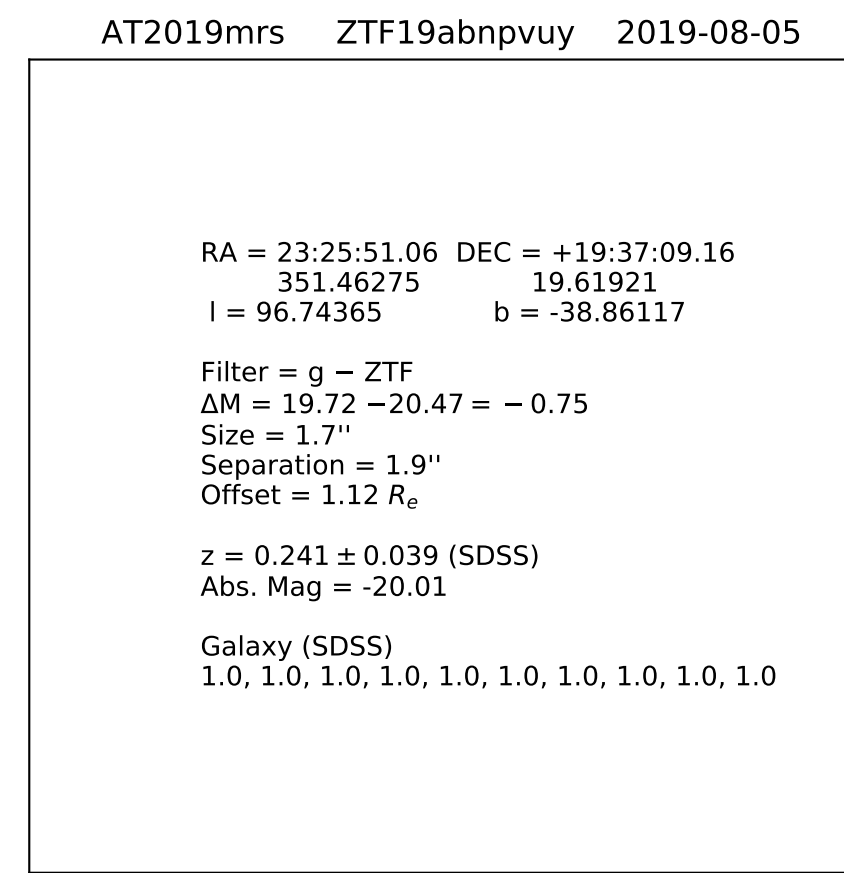 AT2019mrs ZTF19abnpvuy 2019-08-05
RA = 23:25:51.06 DEC = +19:37:09.16
351.46275 19.61921
l = 96.74365 b = -38.86117
Filter = g − ZTF
ΔM = 19.72 −20.47 = − 0.75
Size = 1.7''
Separation = 1.9''
Offset = 1.12 Rₑ
z = 0.241 ± 0.039 (SDSS)
Abs. Mag = -20.01
Galaxy (SDSS)
1.0, 1.0, 1.0, 1.0, 1.0, 1.0, 1.0, 1.0, 1.0, 1.0